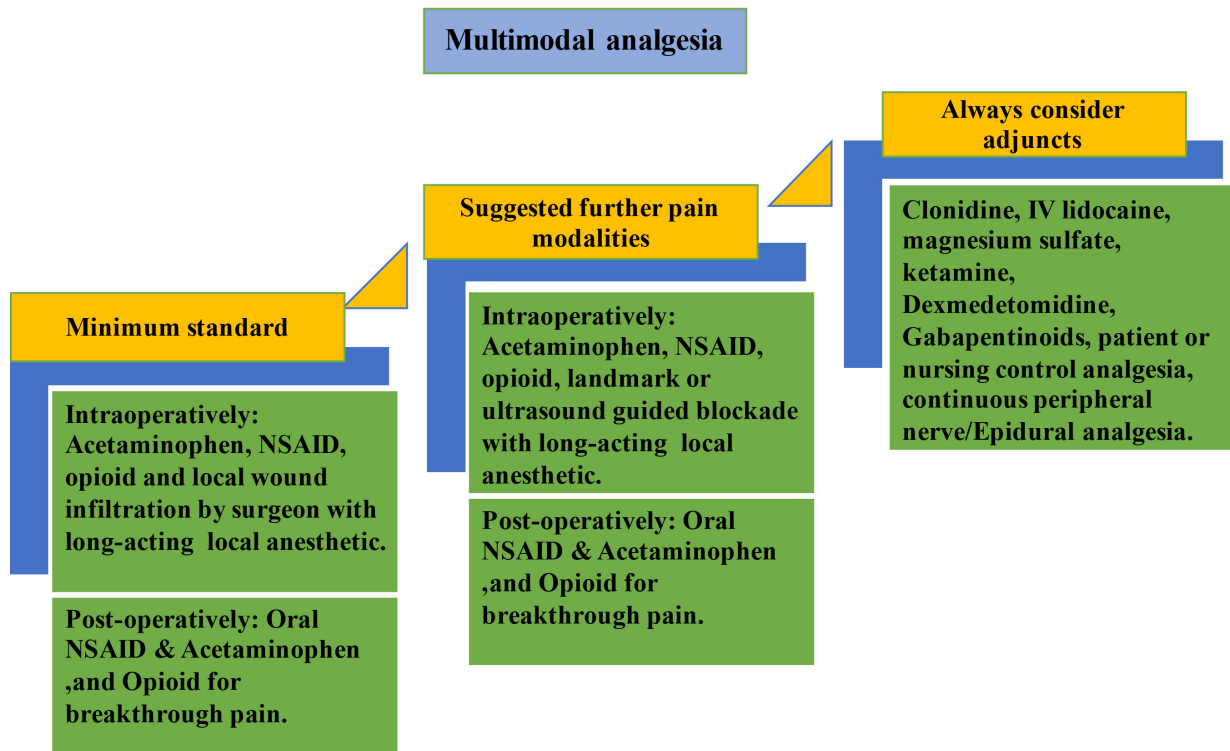 Multimodal analgesia
Minimum standard
Intraoperatively:
Acetaminophen, NSAID,
opioid and local wound
infiltration by surgeon with
long-acting local anesthetic.
Post-operatively: Oral
NSAID & Acetaminophen
,and Opioid for
breakthrough pain.
Suggested further pain
modalities
Intraoperatively:
Acetaminophen, NSAID,
opioid, landmark or
ultrasound guided blockade
with long-acting local
anesthetic.
Post-operatively: Oral
NSAID & Acetaminophen
,and Opioid for
breakthrough pain.
Always consider
adjuncts
Clonidine, IV lidocaine,
magnesium sulfate,
ketamine,
Dexmedetomidine,
Gabapentinoids, patient or
nursing control analgesia,
continuous peripheral
nerve/Epidural analgesia.